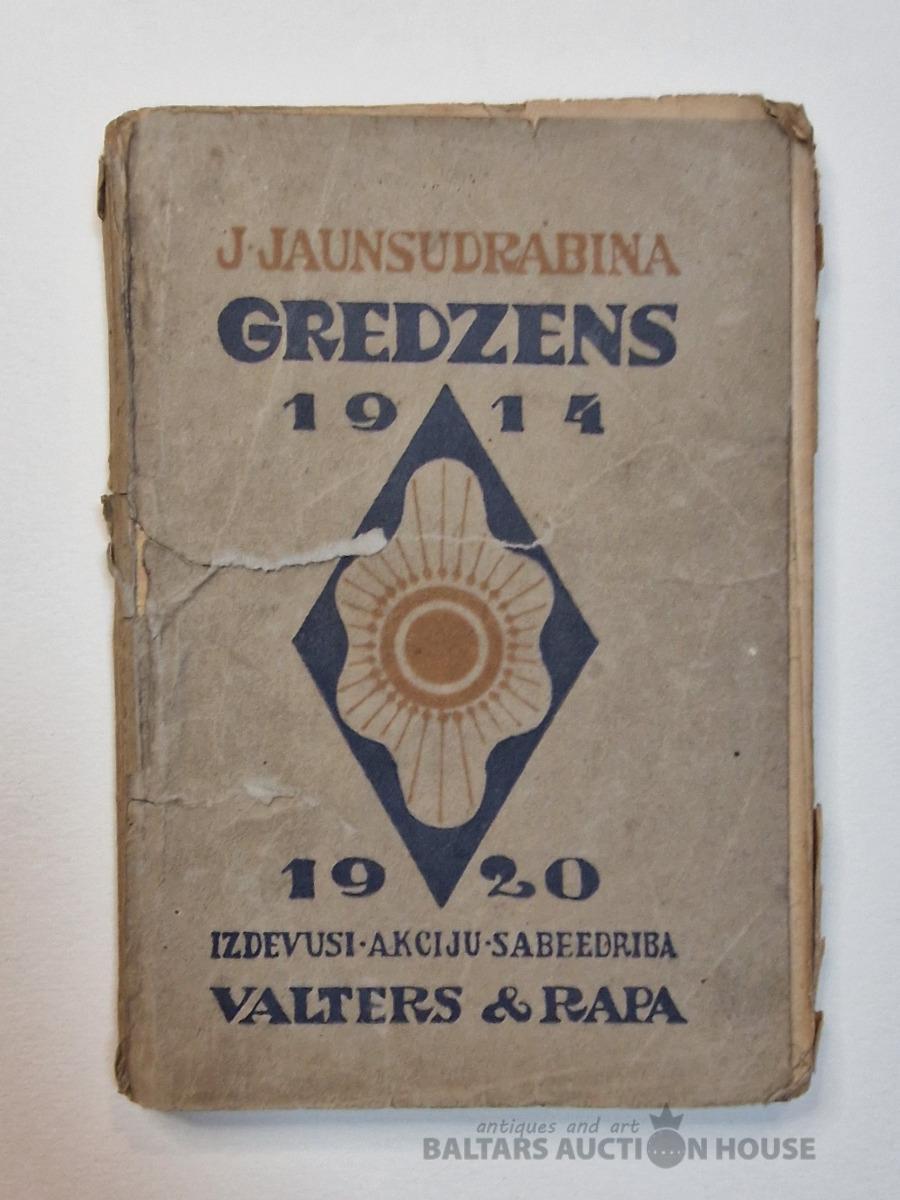 J·JAUNSUDRABINA
GREDZENS
1914
1920
IZDEVUSI·AKCIJU·SABEEDRIBA
VALTERS & RAPA
antiques and art
BALTARS AUCTION HOUSE